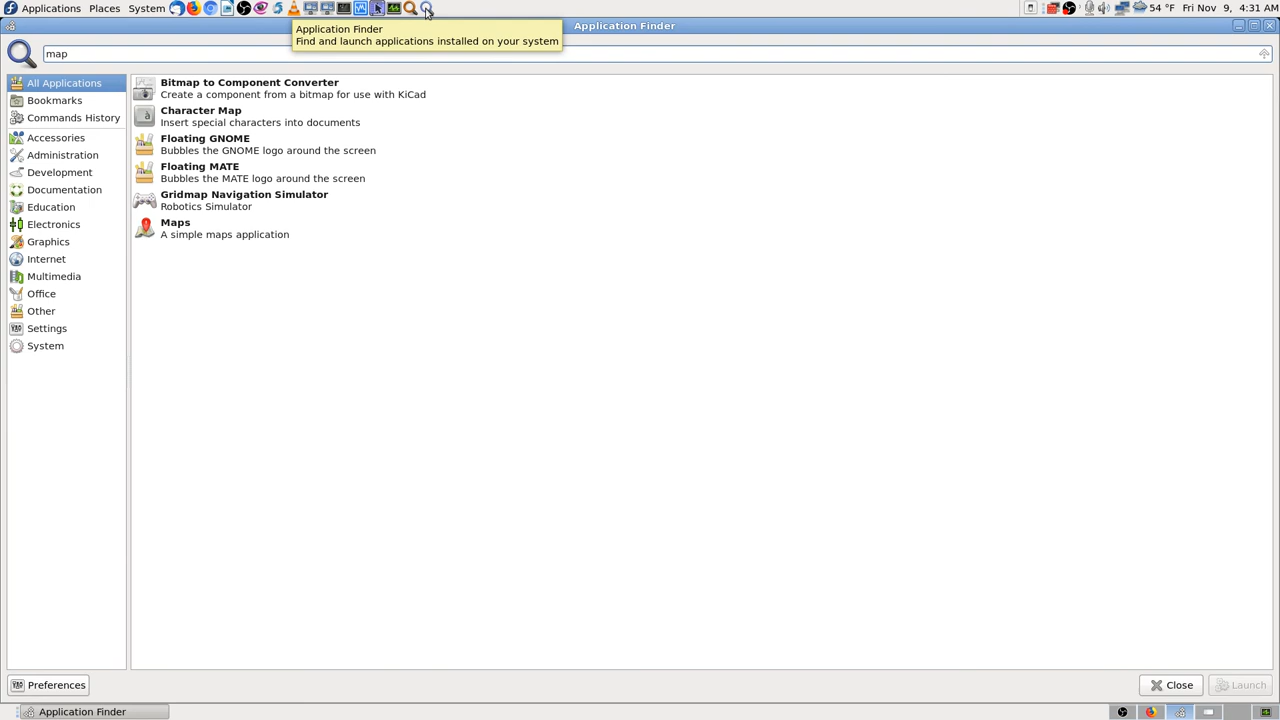 Applications Places System 54 °F Fri Nov 9, 4:31 AM
Application Finder
Application Finder
Find and launch applications installed on your system
map
All Applications
Bookmarks
Commands History
Accessories
Administration
Development
Documentation
Education
Electronics
Graphics
Internet
Multimedia
Office
Other
Settings
System
Bitmap to Component Converter
Create a component from a bitmap for use with KiCad
Character Map
Insert special characters into documents
Floating GNOME
Bubbles the GNOME logo around the screen
Floating MATE
Bubbles the MATE logo around the screen
Gridmap Navigation Simulator
Robotics Simulator
Maps
A simple maps application
Preferences Close Launch
Application Finder